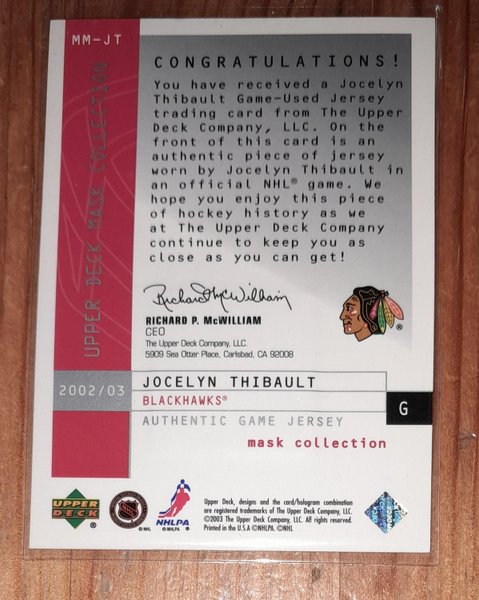 MM-JT
UPPER DECK MASK COLLECTION
CONGRATULATIONS!
You have received a Jocelyn
Thibault Game-Used Jersey
trading card from The Upper
Deck Company, LLC. On the
front of this card is an
authentic piece of jersey
worn by Jocelyn Thibault in
an official NHL® game. We
hope you enjoy this piece
of hockey history as we
at The Upper Deck Company
continue to keep you as
close as you can get!
Richard P. McWilliam
RICHARD P. McWILLIAM
CEO
The Upper Deck Company, LLC.
5909 Sea Otter Place, Carlsbad, CA 92008
2002/03
JOCELYN THIBAULT
BLACKHAWKS®
G
AUTHENTIC GAME JERSEY
mask collection
UPPER DECK
NHL
©NHL
NHLPA
©NHLPA
Upper Deck, designs and the card/hologram combination
are registered trademarks of The Upper Deck Company, LLC.
©2003 The Upper Deck Company, LLC. All rights reserved.
Printed in the U.S.A ©NHLPA. ©NHL